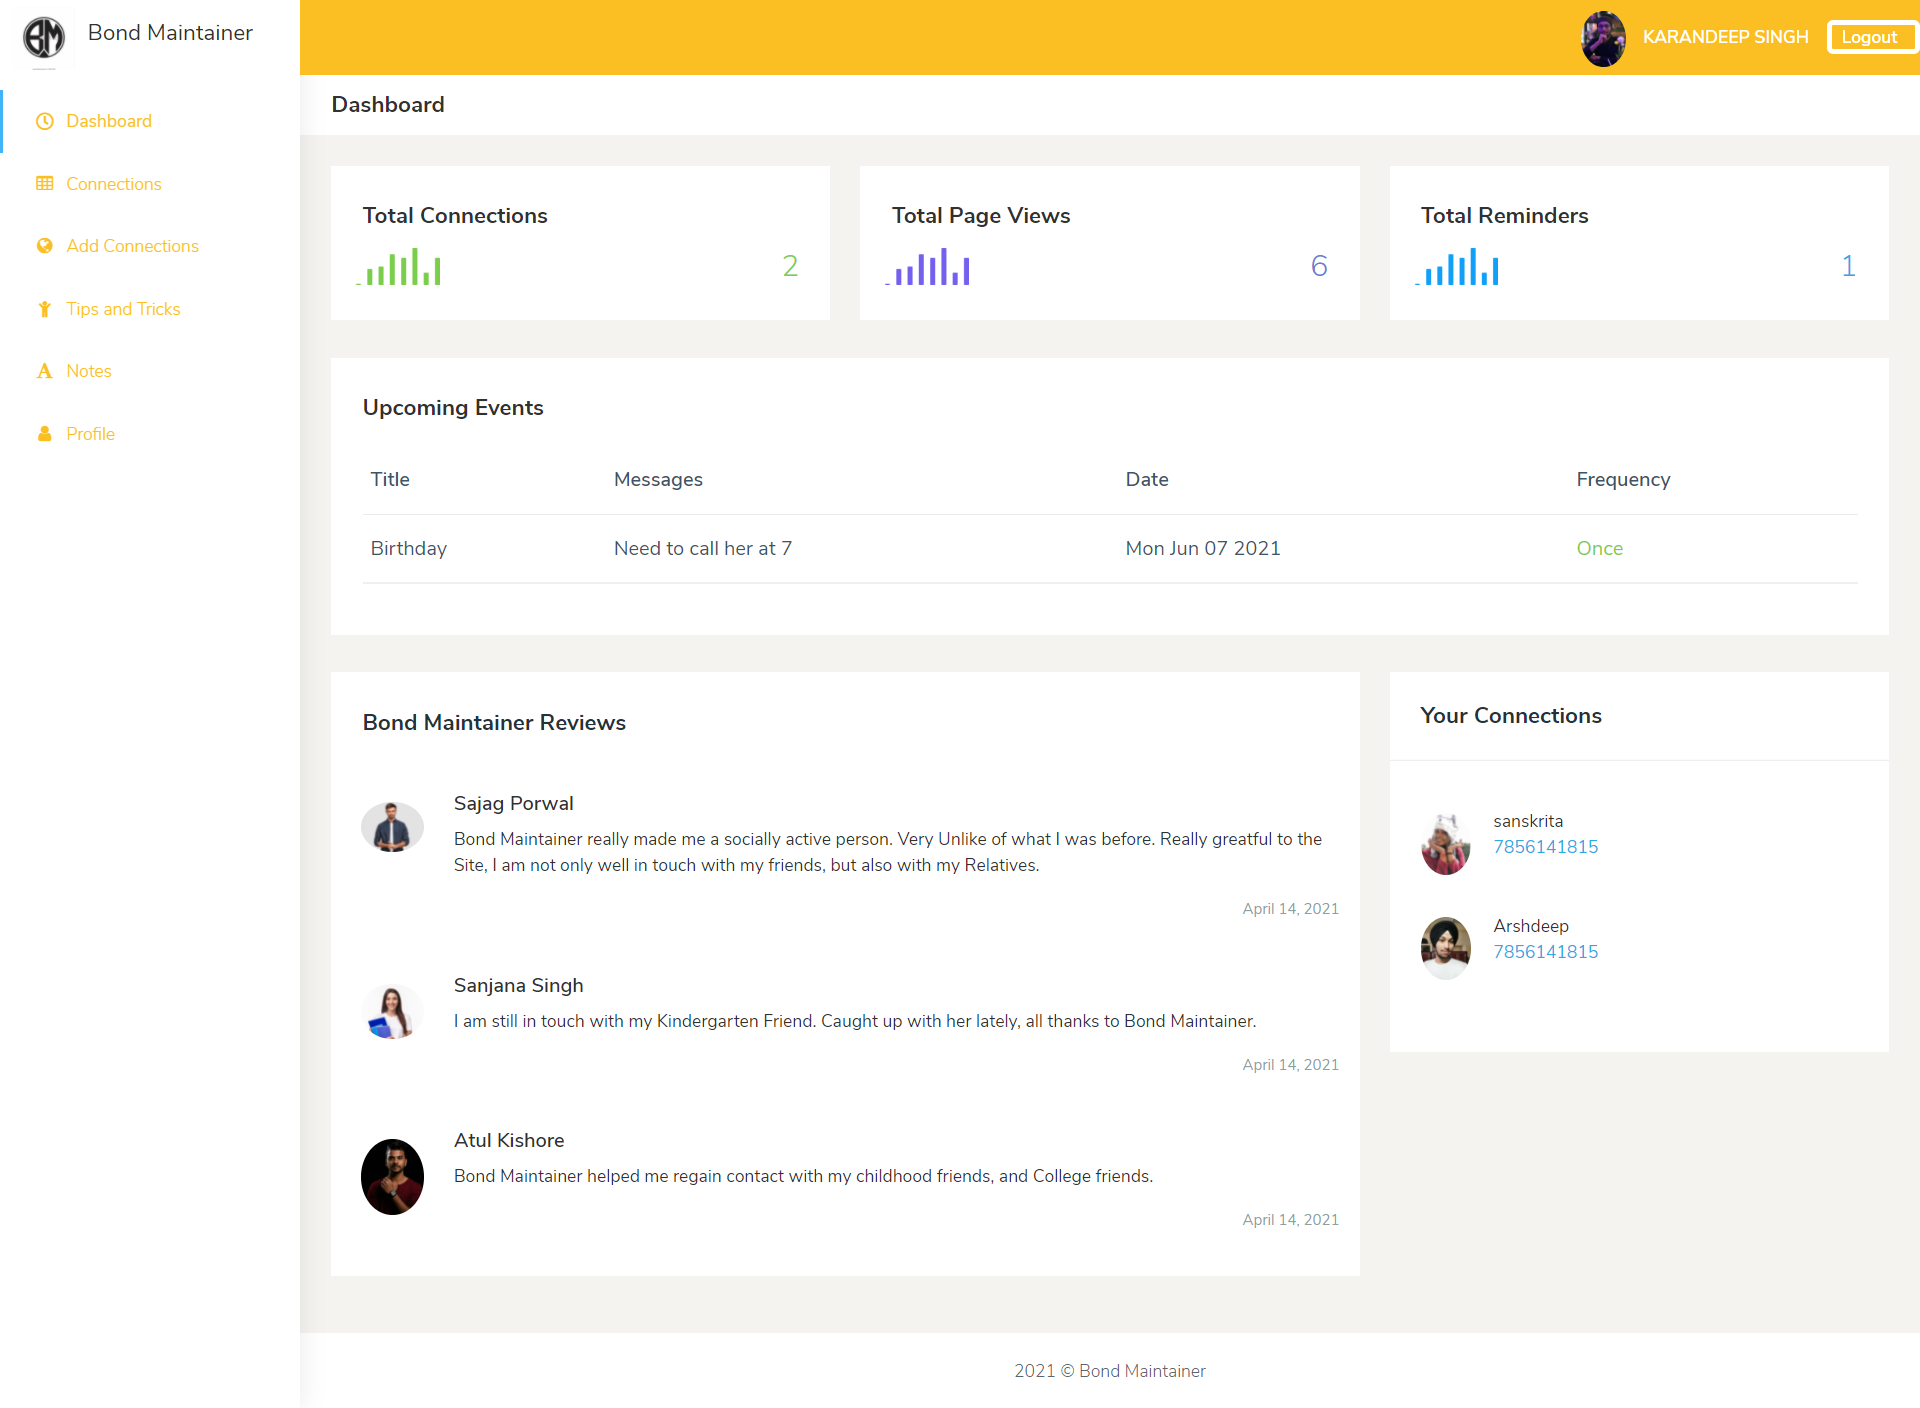 BM
Bond Maintainer
KARANDEEP SINGH
Logout
Dashboard
Connections
Add Connections
Tips and Tricks
Notes
Profile
Dashboard
Total Connections
2
Total Page Views
6
Total Reminders
1
Upcoming Events
Title Messages Date Frequency
Birthday Need to call her at 7 Mon Jun 07 2021 Once
Bond Maintainer Reviews
Sajag Porwal
Bond Maintainer really made me a socially active person. Very Unlike of what I was before. Really greatful to the
Site, I am not only well in touch with my friends, but also with my Relatives.
April 14, 2021
Sanjana Singh
I am still in touch with my Kindergarten Friend. Caught up with her lately, all thanks to Bond Maintainer.
April 14, 2021
Atul Kishore
Bond Maintainer helped me regain contact with my childhood friends, and College friends.
April 14, 2021
Your Connections
sanskrita
7856141815
Arshdeep
7856141815
2021 © Bond Maintainer